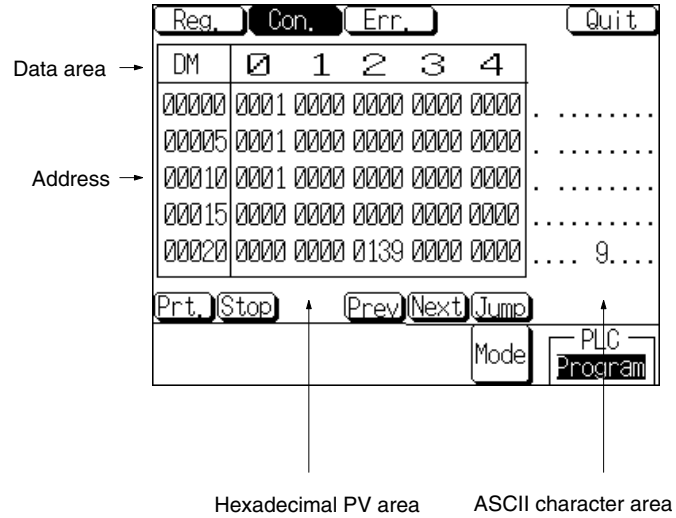 Reg. Con. Err. Quit
Data area DM 0 1 2 3 4
00000 0001 0000 0000 0000 0000 . ........
00005 0001 0000 0000 0000 0000 . ........
Address 00010 0001 0000 0000 0000 0000 . ........
00015 0000 0000 0000 0000 0000 ..........
00020 0000 0000 0139 0000 0000 .... 9....
Prt. Stop Prev Next Jump
Mode PLC
Program
Hexadecimal PV area ASCII character area